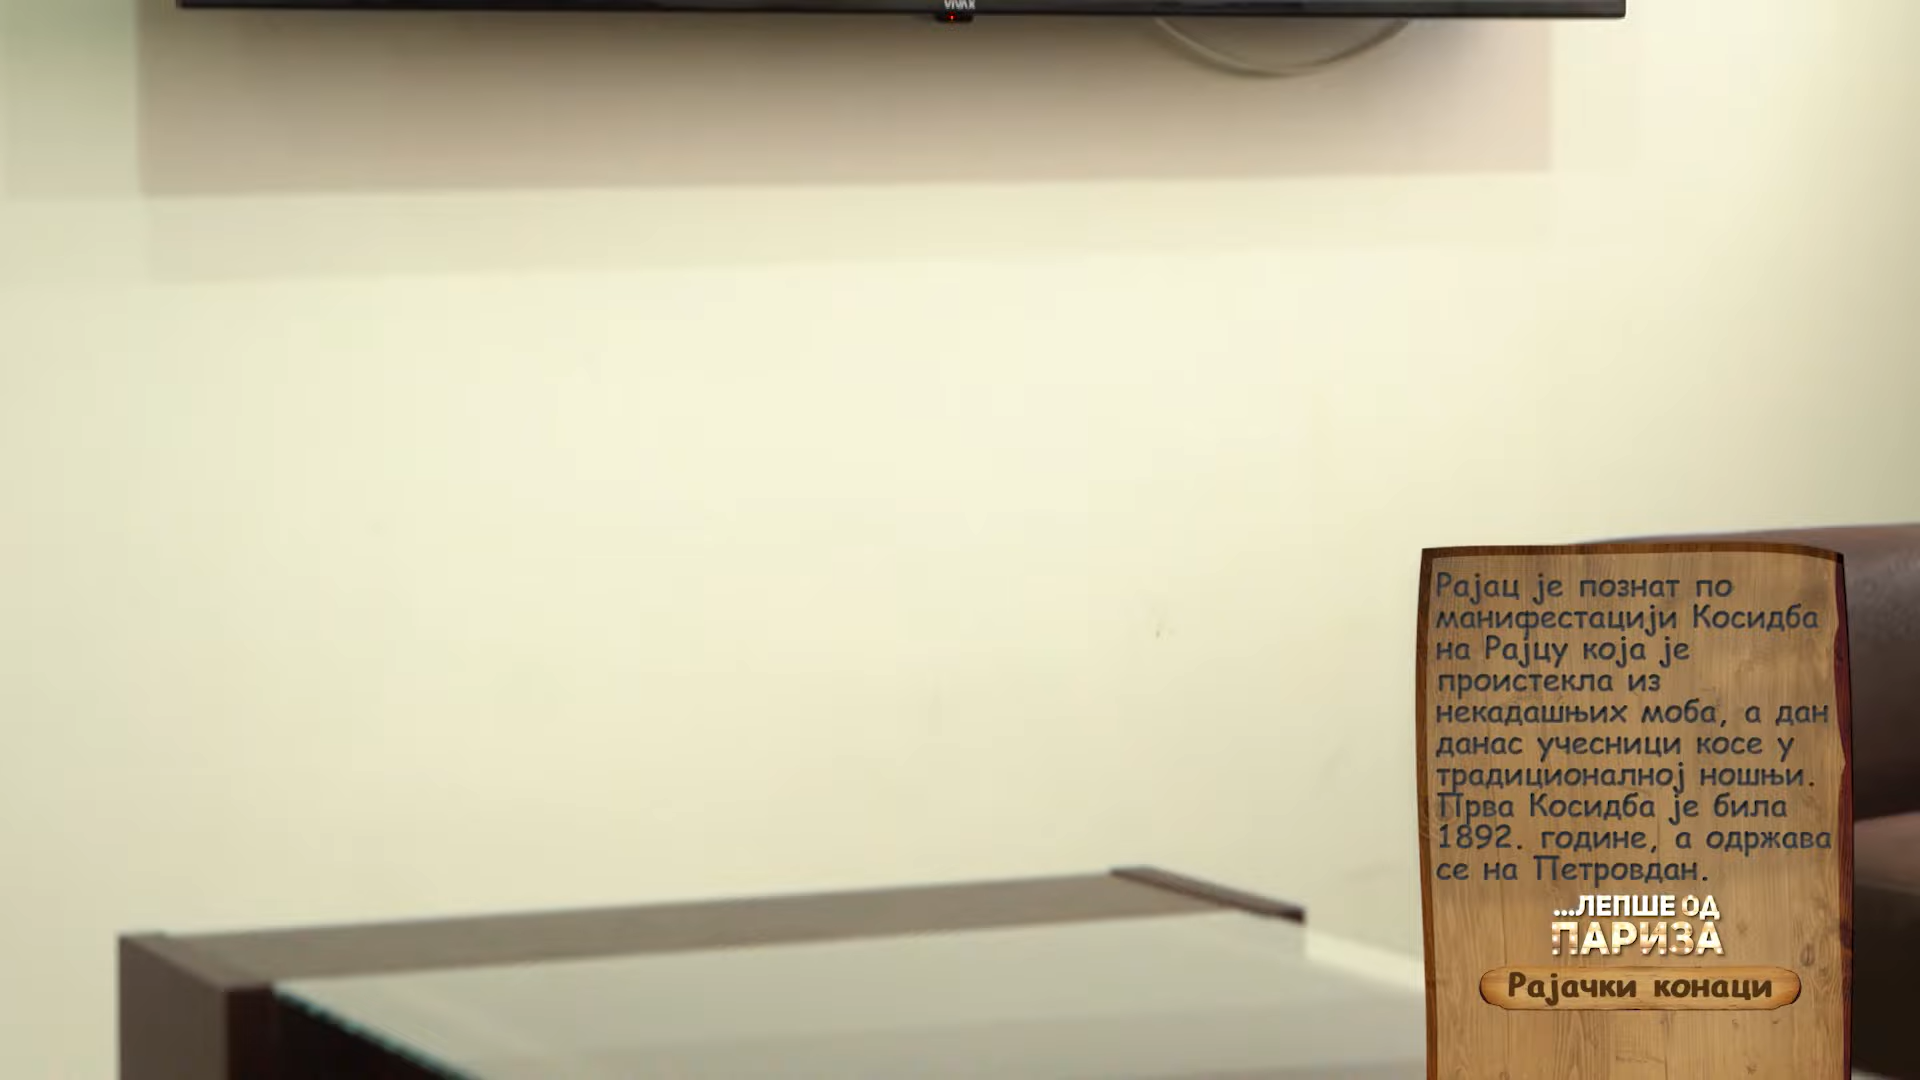 VIVAX
Рајац је познат по
манифестацији Косидба
на Рајцу која је
проистекла из
некадашњих моба, а дан
данас учесници косе у
традиционалној ношњи.
Прва Косидба је била
1892. године, а одржава
се на Петровдан.
...ЛЕПШЕ ОД
ПАРИЗА
Рајачки конаци